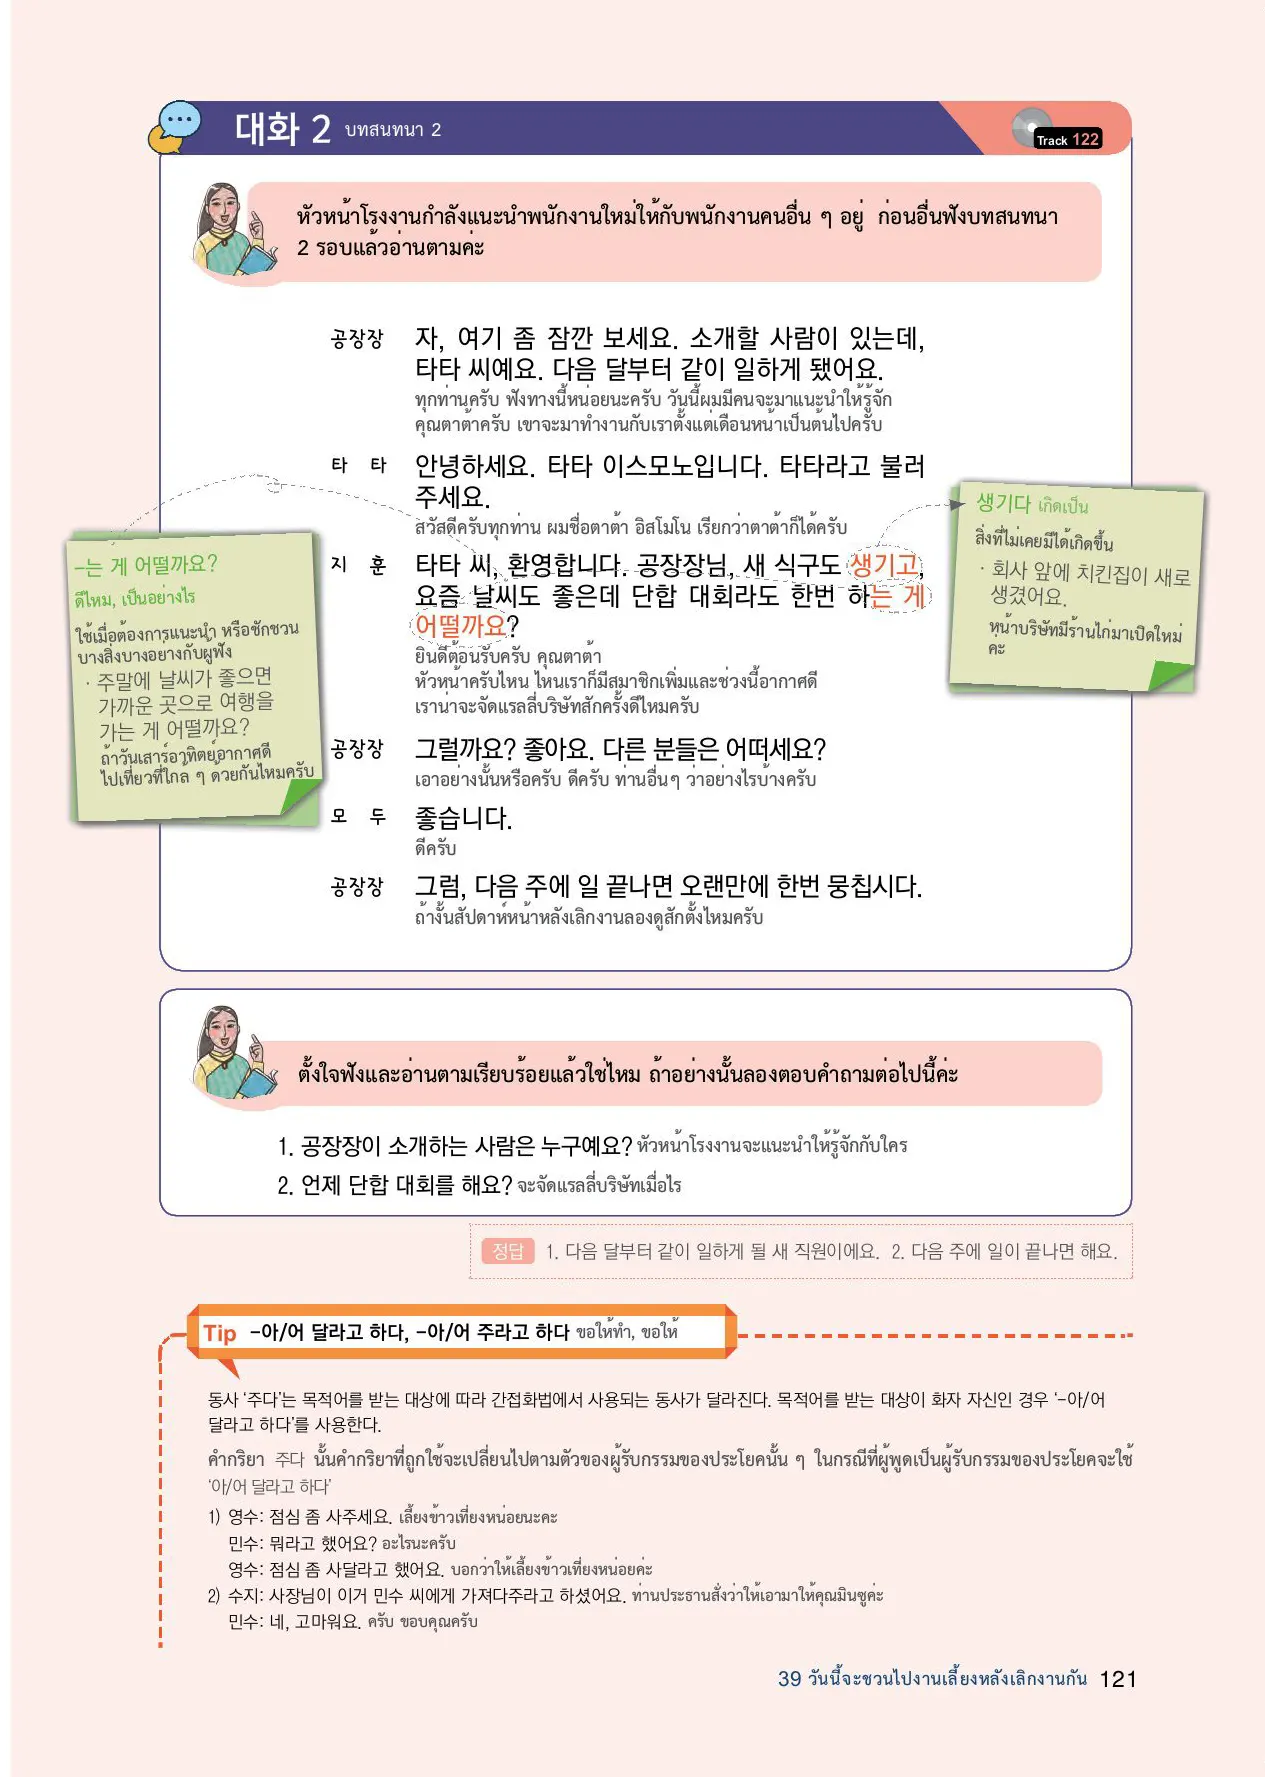 대화 2 บทสนทนา 2
Track 122
หัวหน้าโรงงานกำลังแนะนำพนักงานใหม่ให้กับพนักงานคนอื่น ๆ อยู่ ก่อนอื่นฟังบทสนทนา
2 รอบแล้วอ่านตามค่ะ
공장장 자, 여기 좀 잠깐 보세요. 소개할 사람이 있는데,
타타 씨예요. 다음 달부터 같이 일하게 됐어요.
ทุกท่านครับ ฟังทางนี้หน่อยนะครับ วันนี้ผมมีคนจะมาแนะนำให้รู้จัก
คุณตาต้าครับ เขาจะมาทำงานกับเราตั้งแต่เดือนหน้าเป็นต้นไปครับ
타 타 안녕하세요. 타타 이스모노입니다. 타타라고 불러
주세요.
สวัสดีครับทุกท่าน ผมชื่อตาต้า อิสโมโน เรียกว่าตาต้าก็ได้ครับ
지 훈 타타 씨, 환영합니다. 공장장님, 새 식구도 생기고,
요즘 날씨도 좋은데 단합 대회라도 한번 하는 게
어떨까요?
ยินดีต้อนรับครับ คุณตาต้า
หัวหน้าครับไหน ไหนเราก็มีสมาชิกเพิ่มและช่วงนี้อากาศดี
เราน่าจะจัดแรลลี่บริษัทสักครั้งดีไหมครับ
공장장 그럴까요? 좋아요. 다른 분들은 어떠세요?
เอาอย่างนั้นหรือครับ ดีครับ ท่านอื่นๆ ว่าอย่างไรบ้างครับ
모 두 좋습니다.
ดีครับ
공장장 그럼, 다음 주에 일 끝나면 오랜만에 한번 뭉칩시다.
ถ้างั้นสัปดาห์หน้าหลังเลิกงานลองดูสักตั้งไหมครับ
-는 게 어떨까요?
ดีไหม, เป็นอย่างไร
ใช้เมื่อต้องการแนะนำ หรือชักชวน
บางสิ่งบางอยางกับผู้ฟัง
· 주말에 날씨가 좋으면
가까운 곳으로 여행을
가는 게 어떨까요?
ถ้าวันเสาร์อาทิตย์อากาศดี
ไปเที่ยวที่ใกล้ ๆ ด้วยกันไหมครับ
생기다 เกิดเป็น
สิ่งที่ไม่เคยมีได้เกิดขึ้น
· 회사 앞에 치킨집이 새로
생겼어요.
หน้าบริษัทมีร้านไก่มาเปิดใหม่
ค่ะ
ตั้งใจฟังและอ่านตามเรียบร้อยแล้วใช่ไหม ถ้าอย่างนั้นลองตอบคำถามต่อไปนี้ค่ะ
1. 공장장이 소개하는 사람은 누구예요? หัวหน้าโรงงานจะแนะนำให้รู้จักกับใคร
2. 언제 단합 대회를 해요? จะจัดแรลลี่บริษัทเมื่อไร
정답 1. 다음 달부터 같이 일하게 될 새 직원이에요. 2. 다음 주에 일이 끝나면 해요.
Tip -아/어 달라고 하다, -아/어 주라고 하다 ขอให้ทำ, ขอให้
동사 ‘주다’는 목적어를 받는 대상에 따라 간접화법에서 사용되는 동사가 달라진다. 목적어를 받는 대상이 화자 자신인 경우 ‘-아/어
달라고 하다’를 사용한다.
คำกริยา 주다 นั้นคำกริยาที่ถูกใช้จะเปลี่ยนไปตามตัวของผู้รับกรรมของประโยคนั้น ๆ ในกรณีที่ผู้พูดเป็นผู้รับกรรมของประโยคจะใช้
‘아/어 달라고 하다’
1) 영수: 점심 좀 사주세요. เลี้ยงข้าวเที่ยงหน่อยนะคะ
민수: 뭐라고 했어요? อะไรนะครับ
영수: 점심 좀 사달라고 했어요. บอกว่าให้เลี้ยงข้าวเที่ยงหน่อยค่ะ
2) 수지: 사장님이 이거 민수 씨에게 가져다주라고 하셨어요. ท่านประธานสั่งว่าให้เอามาให้คุณมินซูค่ะ
민수: 네, 고마워요. ครับ ขอบคุณครับ
39 วันนี้จะชวนไปงานเลี้ยงหลังเลิกงานกัน 121